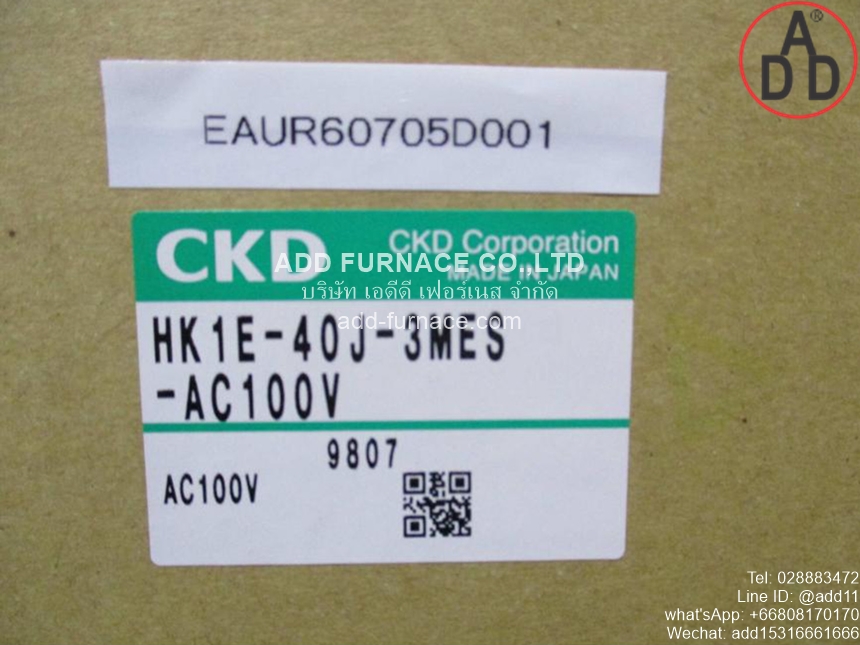 ADD®
EAUR60705D001
CKD
CKD Corporation
MADE IN JAPAN
ADD FURNACE CO.,LTD
บริษัท เอดีดี เฟอร์เนส จำกัด
add-furnace.com
HK1E-40J-3MES
-AC100V
9807
AC100V
Tel: 028883472
Line ID: @add11
what'sApp: +66808170170
Wechat: add15316661666